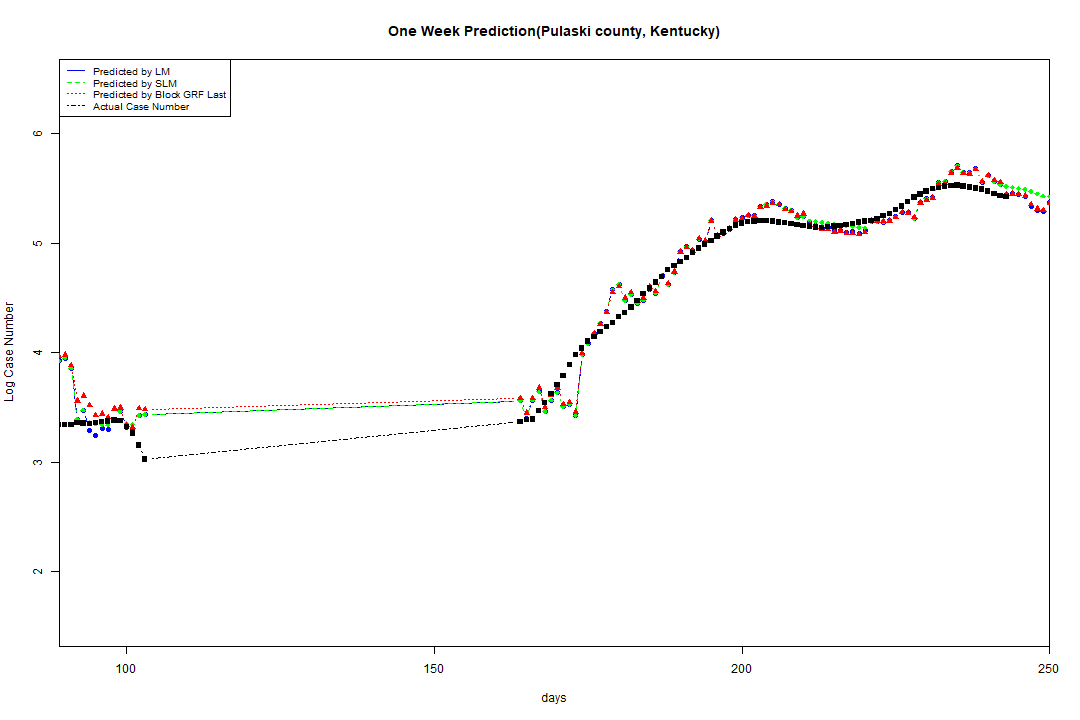 One Week Prediction(Pulaski county, Kentucky)
Predicted by LM
Predicted by SLM
Predicted by Block GRF Last
Actual Case Number
6
5
4
3
2
Log Case Number
100 150 200 250
days